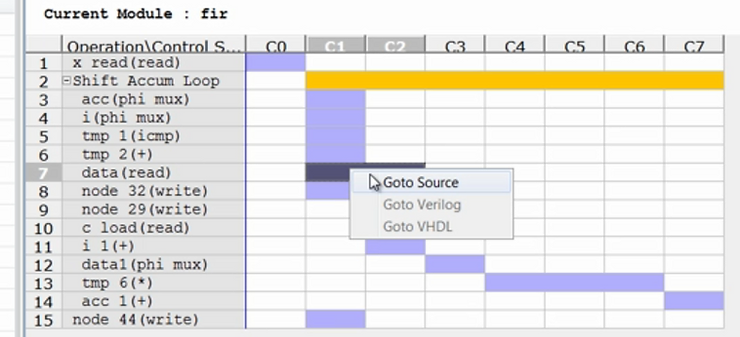 Current Module : fir
Operation\Control S... C0 C1 C2 C3 C4 C5 C6 C7
1 x read(read)
2 Shift Accum Loop
3 acc(phi mux)
4 i(phi mux)
5 tmp 1(icmp)
6 tmp 2(+)
7 data(read)
Goto Source
8 node 32(write)
9 node 29(write)
Goto Verilog
10 c load(read)
Goto VHDL
11 i 1(+)
12 data1(phi mux)
13 tmp 6(*)
14 acc 1(+)
15 node 44(write)